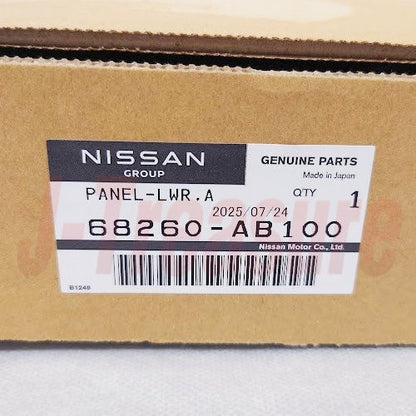 NISSAN
GROUP
GENUINE PARTS
Made in Japan
PANEL-LWR.A
QTY 1
2025/07/24
68260-AB100
Nissan Motor Co., Ltd.
B1248
J-Treasure